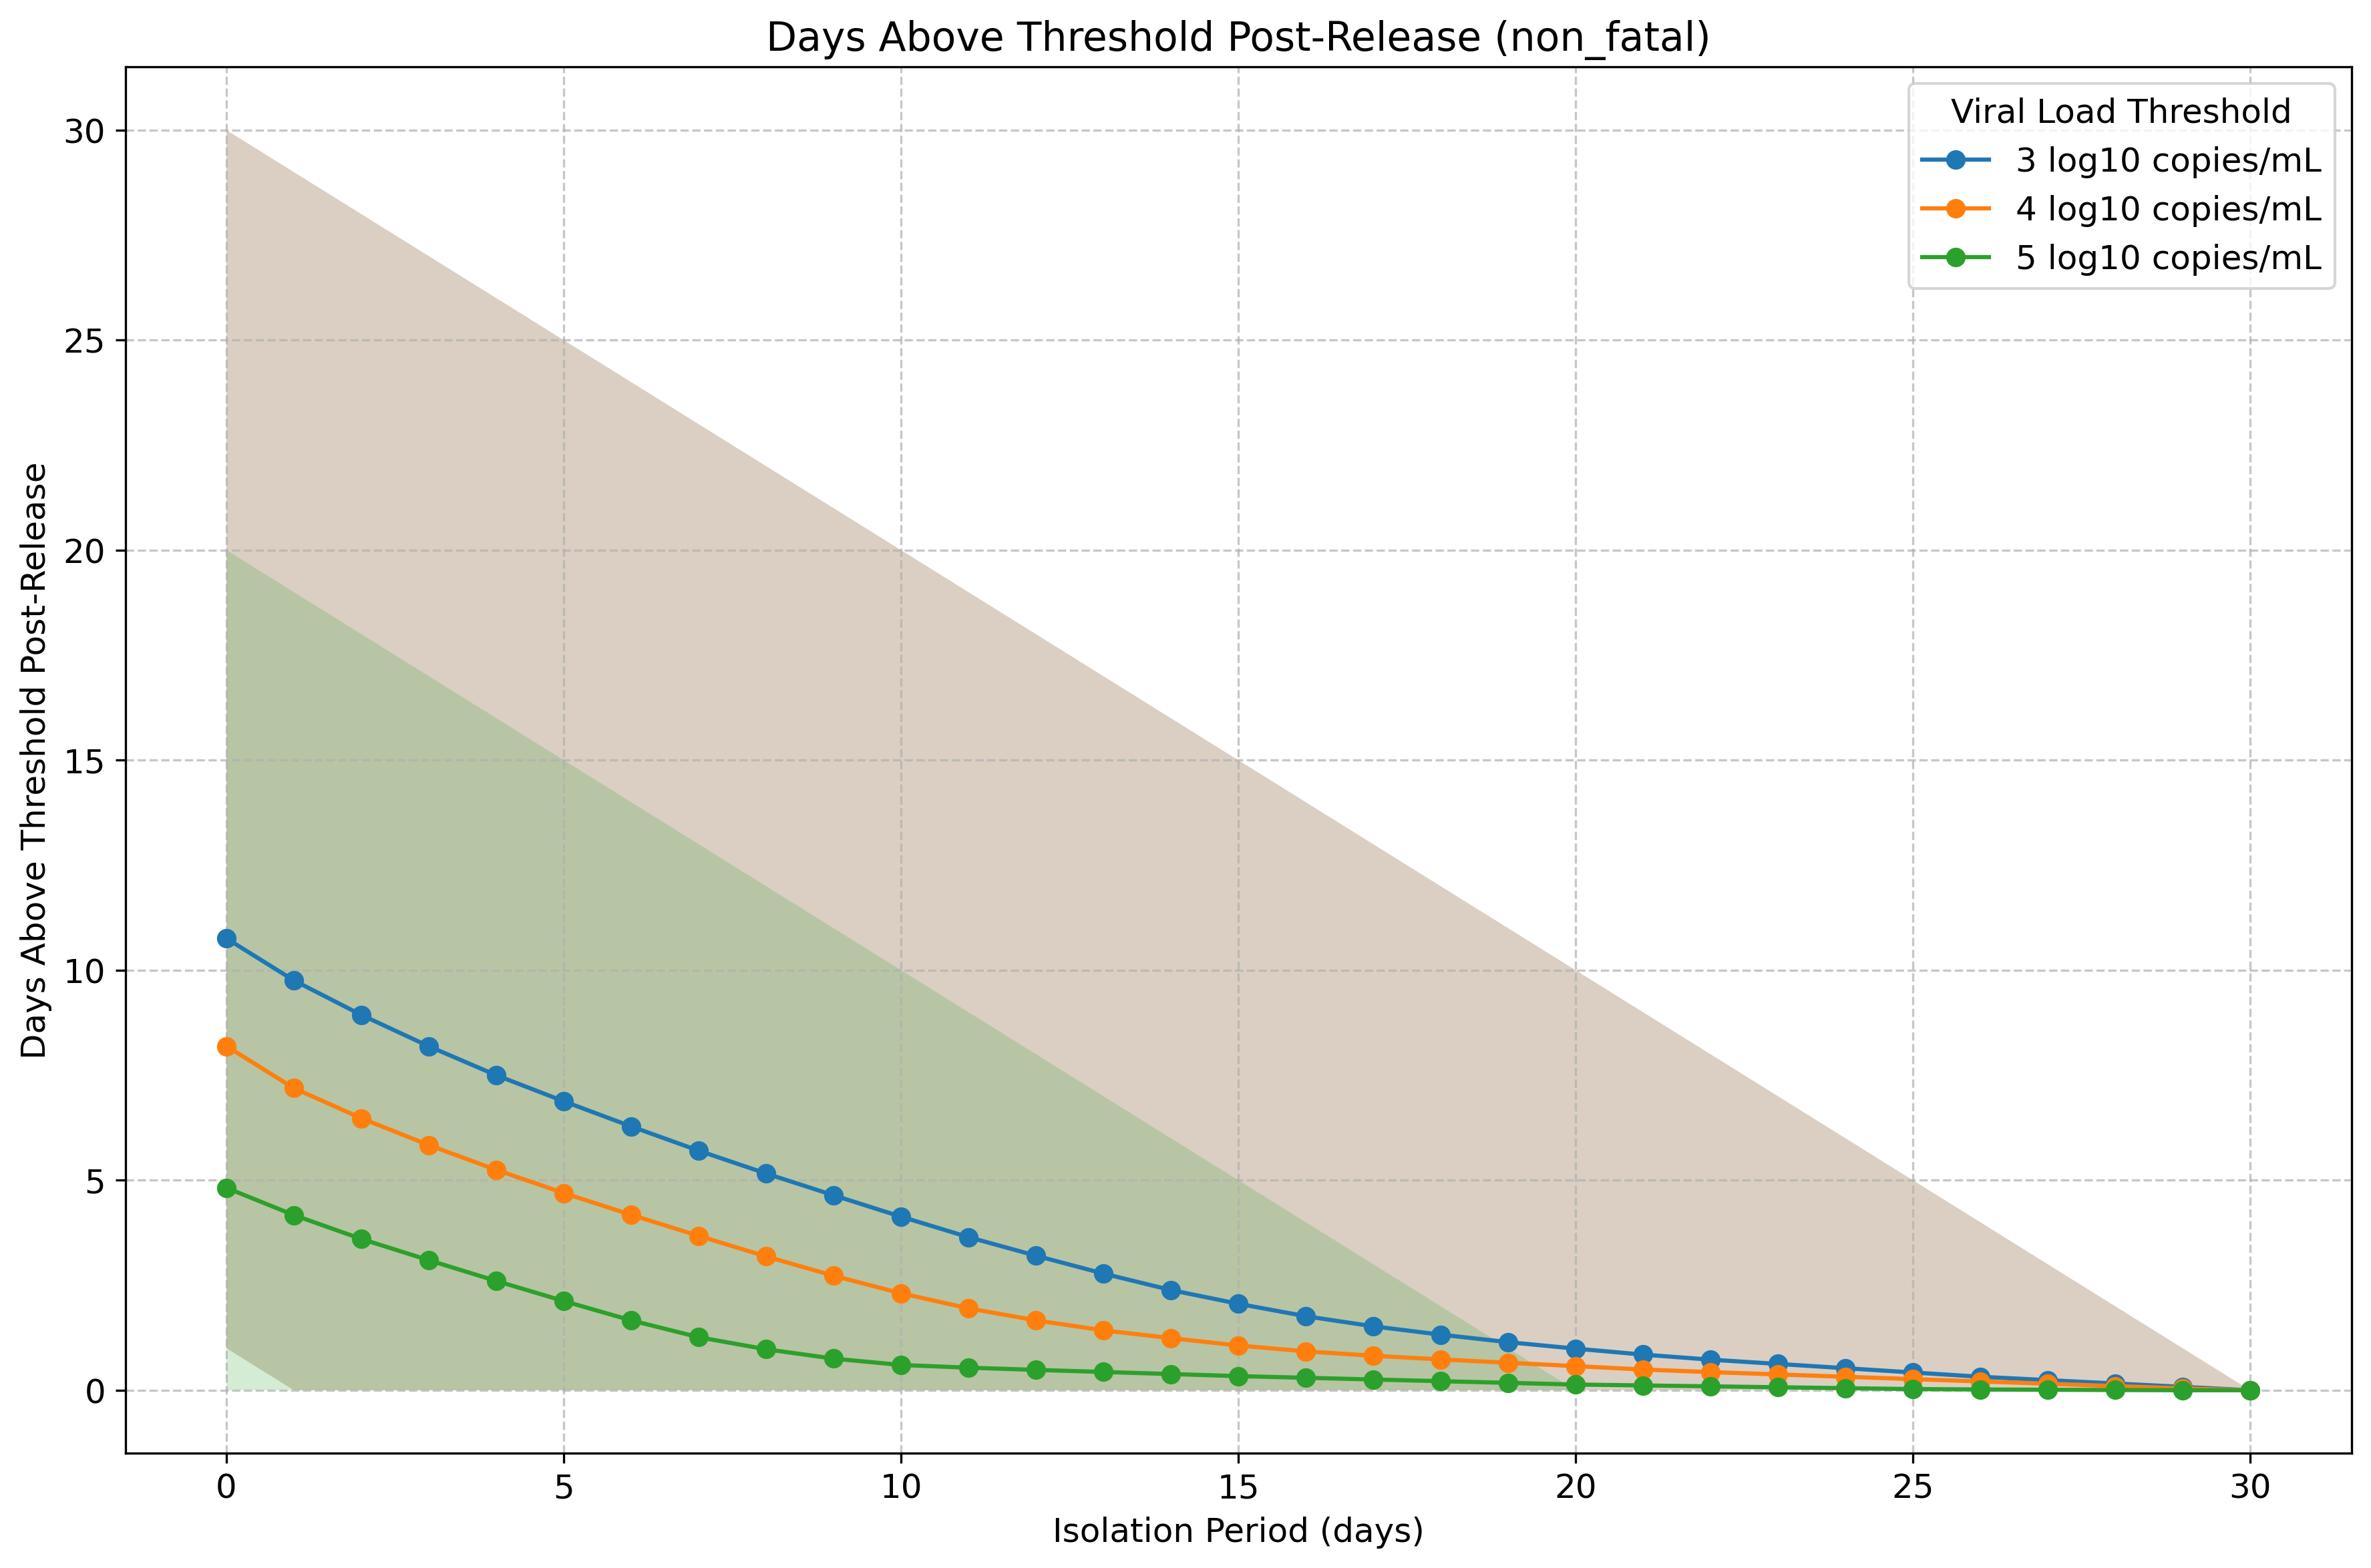 Days Above Threshold Post-Release (non_fatal)
Viral Load Threshold
3 log10 copies/mL
4 log10 copies/mL
5 log10 copies/mL
Days Above Threshold Post-Release
30
25
20
15
10
5
0
0 5 10 15 20 25 30
Isolation Period (days)